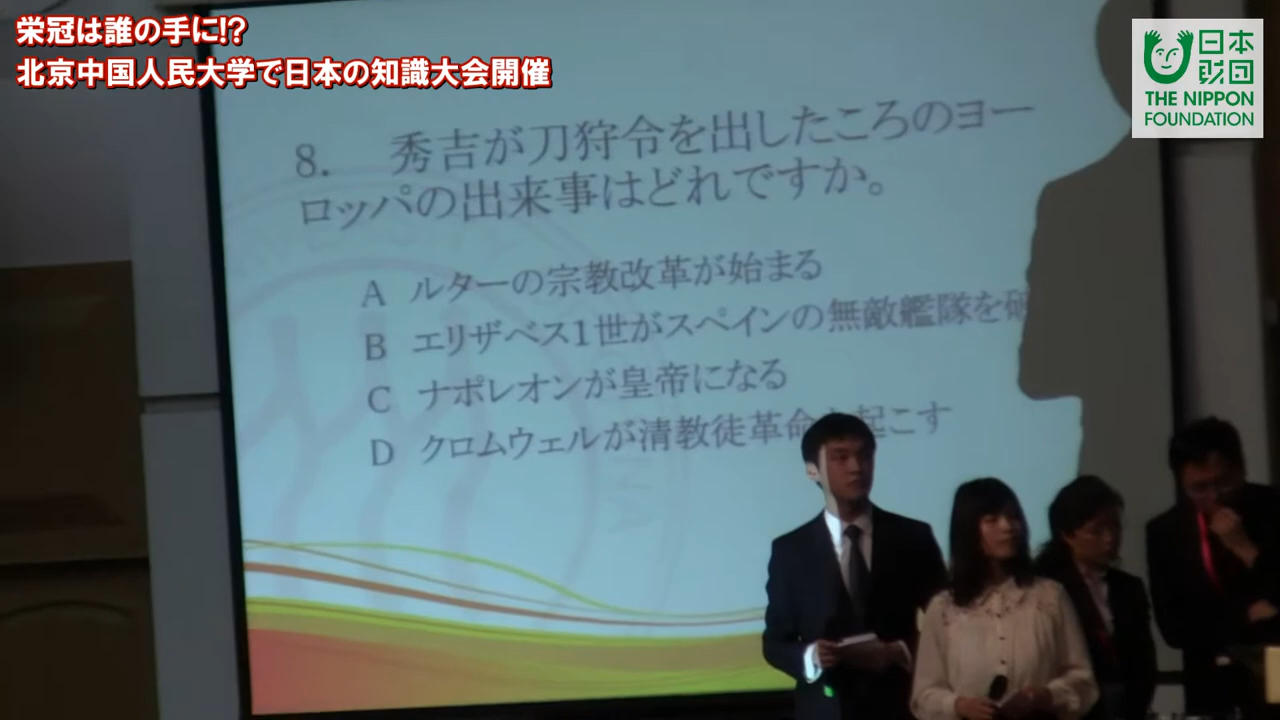 栄冠は誰の手に!?
北京中国人民大学で日本の知識大会開催
日本
財団
THE NIPPON
FOUNDATION
8. 秀吉が刀狩令を出したころのヨー
ロッパの出来事はどれですか。
A ルターの宗教改革が始まる
B エリザベス1世がスペインの無敵艦隊を
C ナポレオンが皇帝になる
D クロムウェルが清教徒革命 起こす